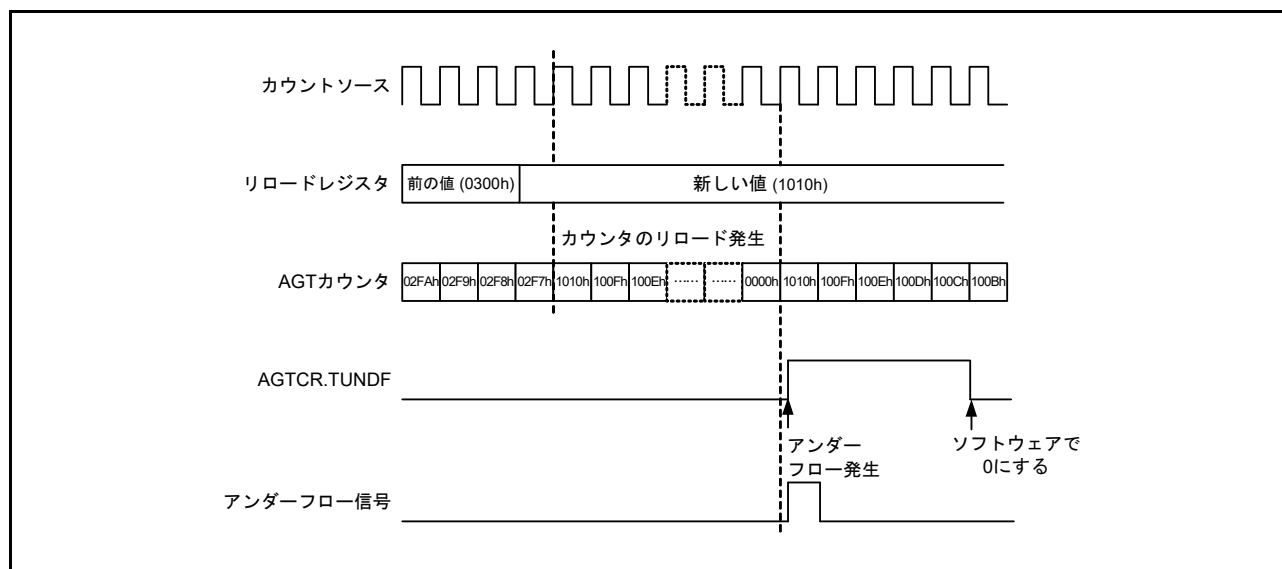 カウントソース
リロードレジスタ
前の値 (0300h)
新しい値 (1010h)
カウンタのリロード発生
AGTカウンタ
02FAh 02F9h 02F8h 02F7h 1010h 100Fh 100Eh …… …… 0000h 1010h 100Fh 100Eh 100Dh 100Ch 100Bh
AGTCR.TUNDF
アンダー
フロー発生
ソフトウェアで
0にする
アンダーフロー信号